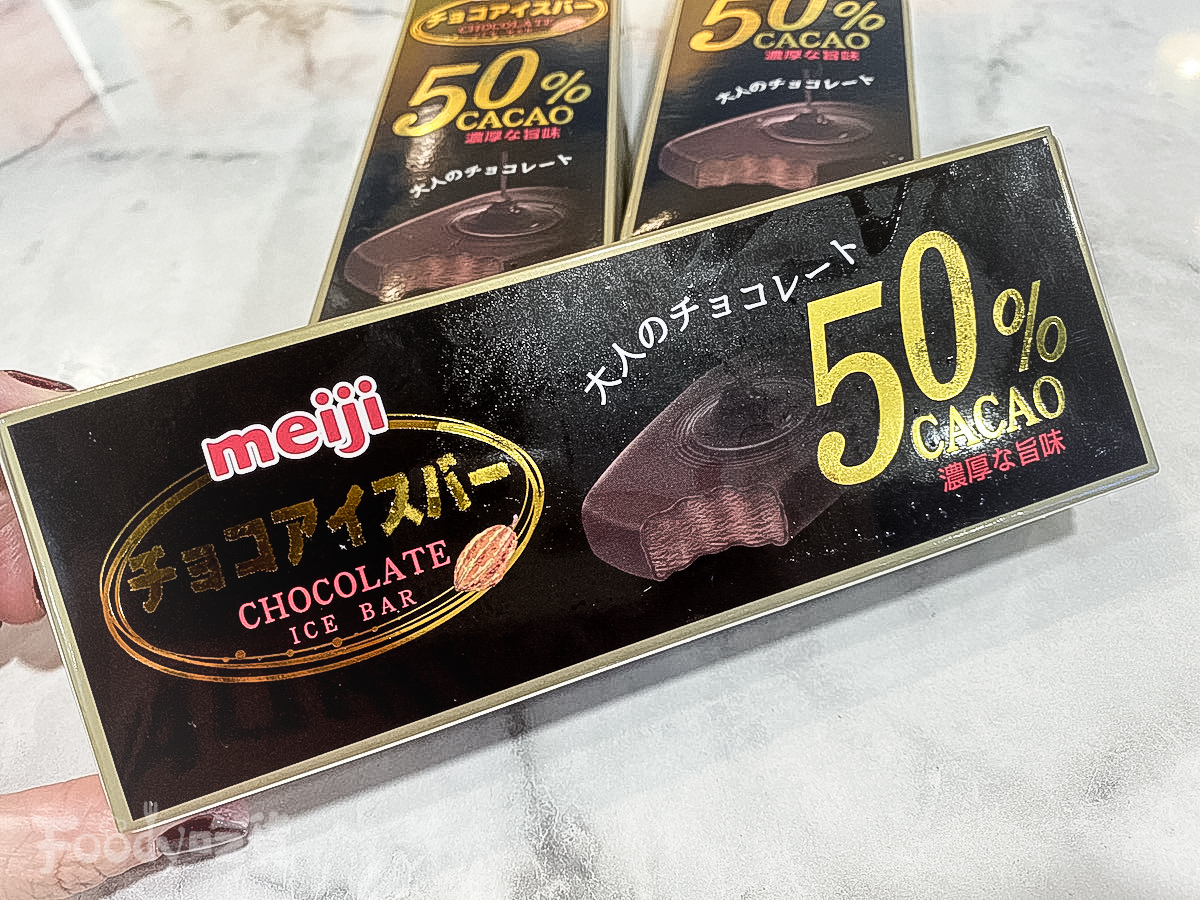 チョコアイスバー
50%
CACAO
濃厚な旨味
大人のチョコレート
50%
CACAO
濃厚な旨味
大人のチョコレート
meiji
チョコアイスバー
CHOCOLATE
ICE BAR
大人のチョコレート
50%
CACAO
濃厚な旨味